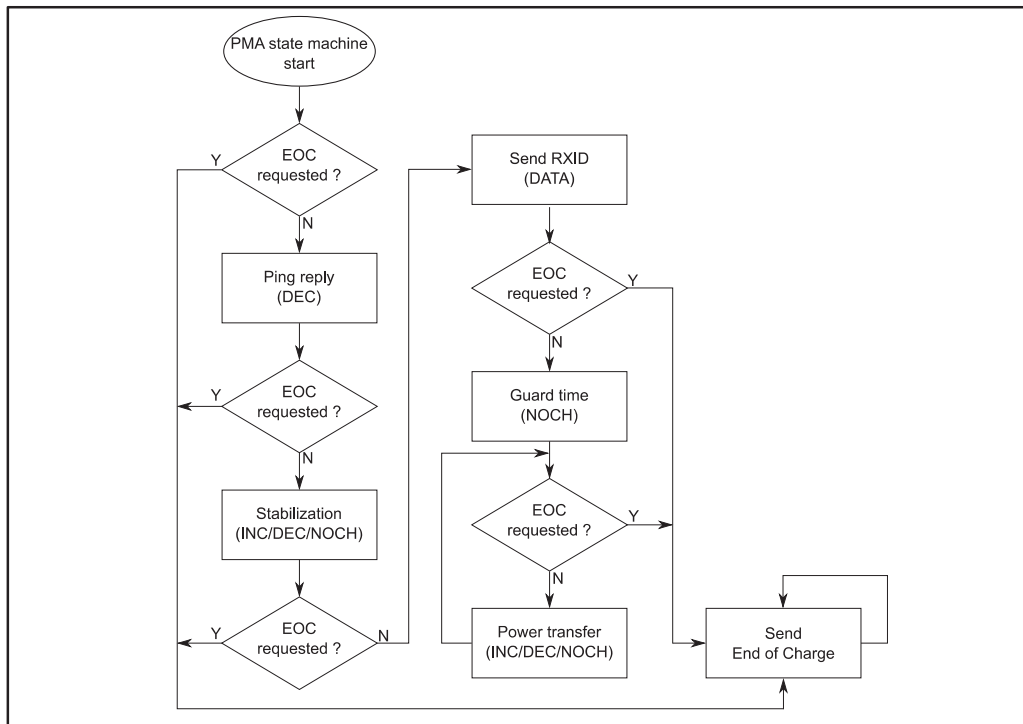 PMA state machine
start
Y
EOC
requested ?
N
Ping reply
(DEC)
Y
EOC
requested ?
N
Stabilization
(INC/DEC/NOCH)
Y
EOC
requested ?
N
Send RXID
(DATA)
EOC
requested ?
Y
N
Guard time
(NOCH)
EOC
requested ?
Y
N
Power transfer
(INC/DEC/NOCH)
Send
End of Charge